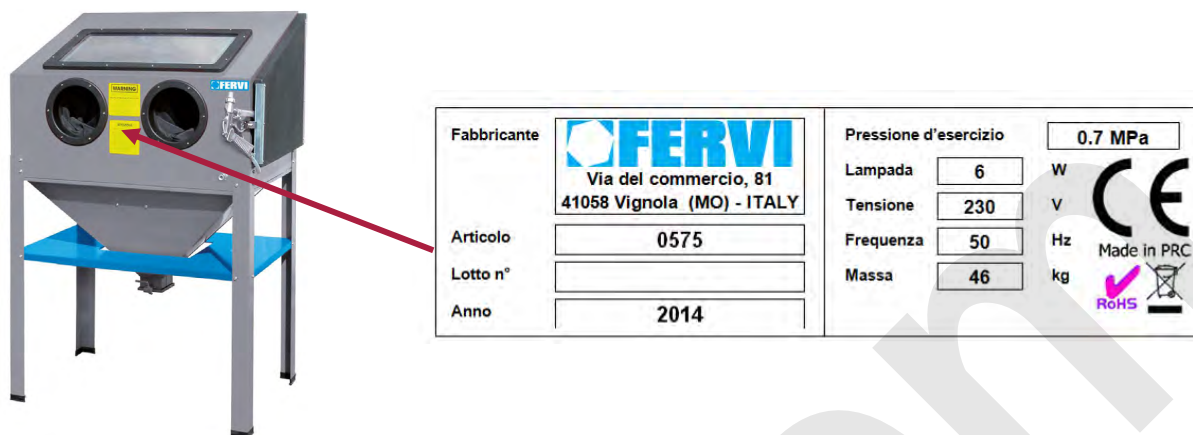 WARNING
FERVI
Fabbricante
FERVI
Via del commercio, 81
41058 Vignola (MO) - ITALY
Articolo 0575
Lotto n°
Anno 2014
Pressione d'esercizio 0.7 MPa
Lampada 6 W
Tensione 230 V
Frequenza 50 Hz
Massa 46 kg
CE
Made in PRC
RoHS